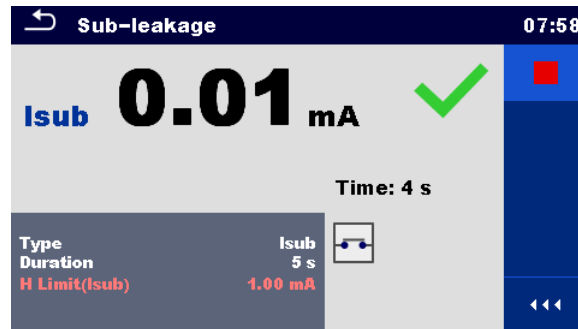 Sub-leakage 07:58
Isub 0.01 mA
Time: 4 s
Type Isub
Duration 5 s
H Limit(Isub) 1.00 mA